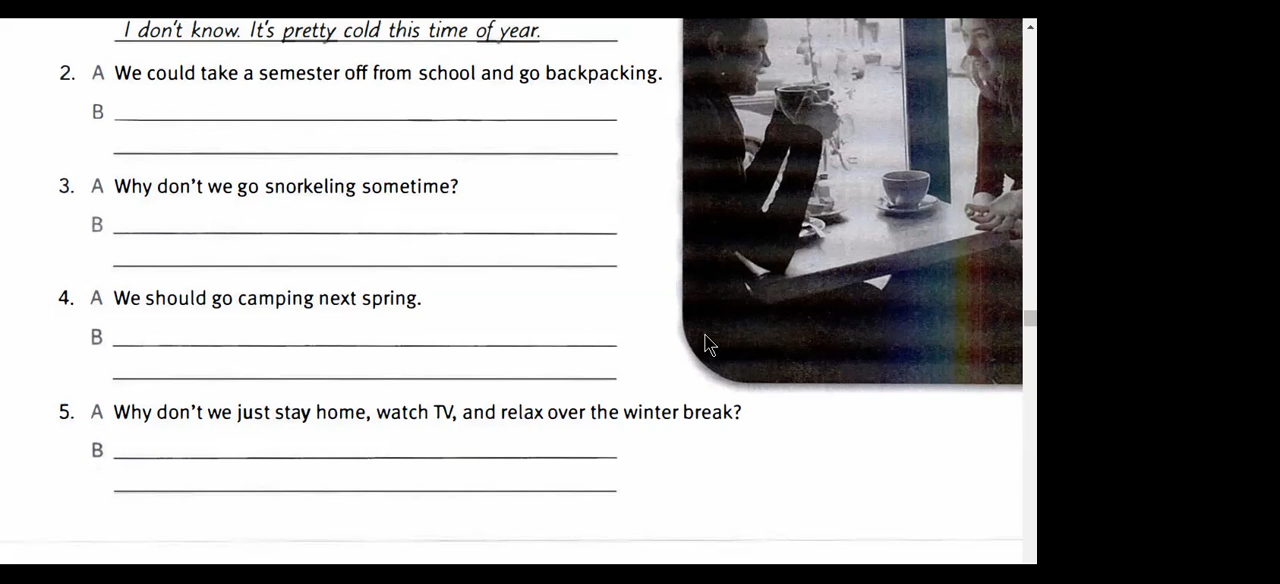 I don't know. It's pretty cold this time of year.
2. A We could take a semester off from school and go backpacking.
B
3. A Why don't we go snorkeling sometime?
B
4. A We should go camping next spring.
B
5. A Why don't we just stay home, watch TV, and relax over the winter break?
B